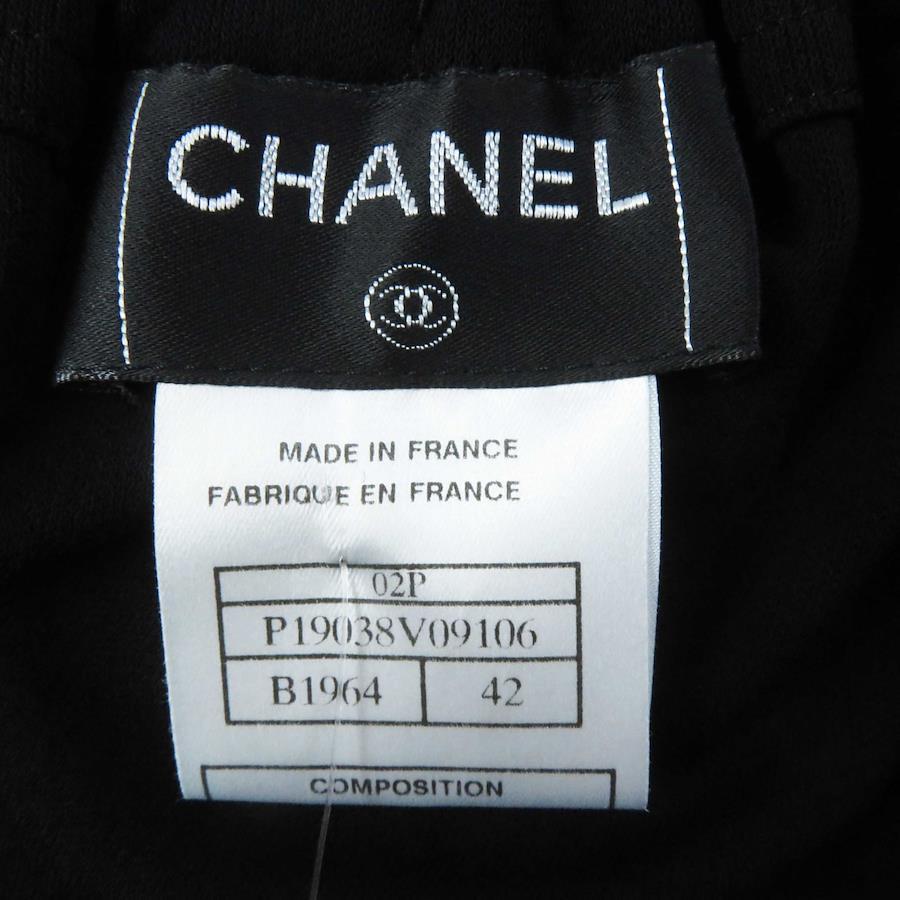 CHANEL
MADE IN FRANCE
FABRIQUE EN FRANCE
02P
P19038V09106
B1964 42
COMPOSITION